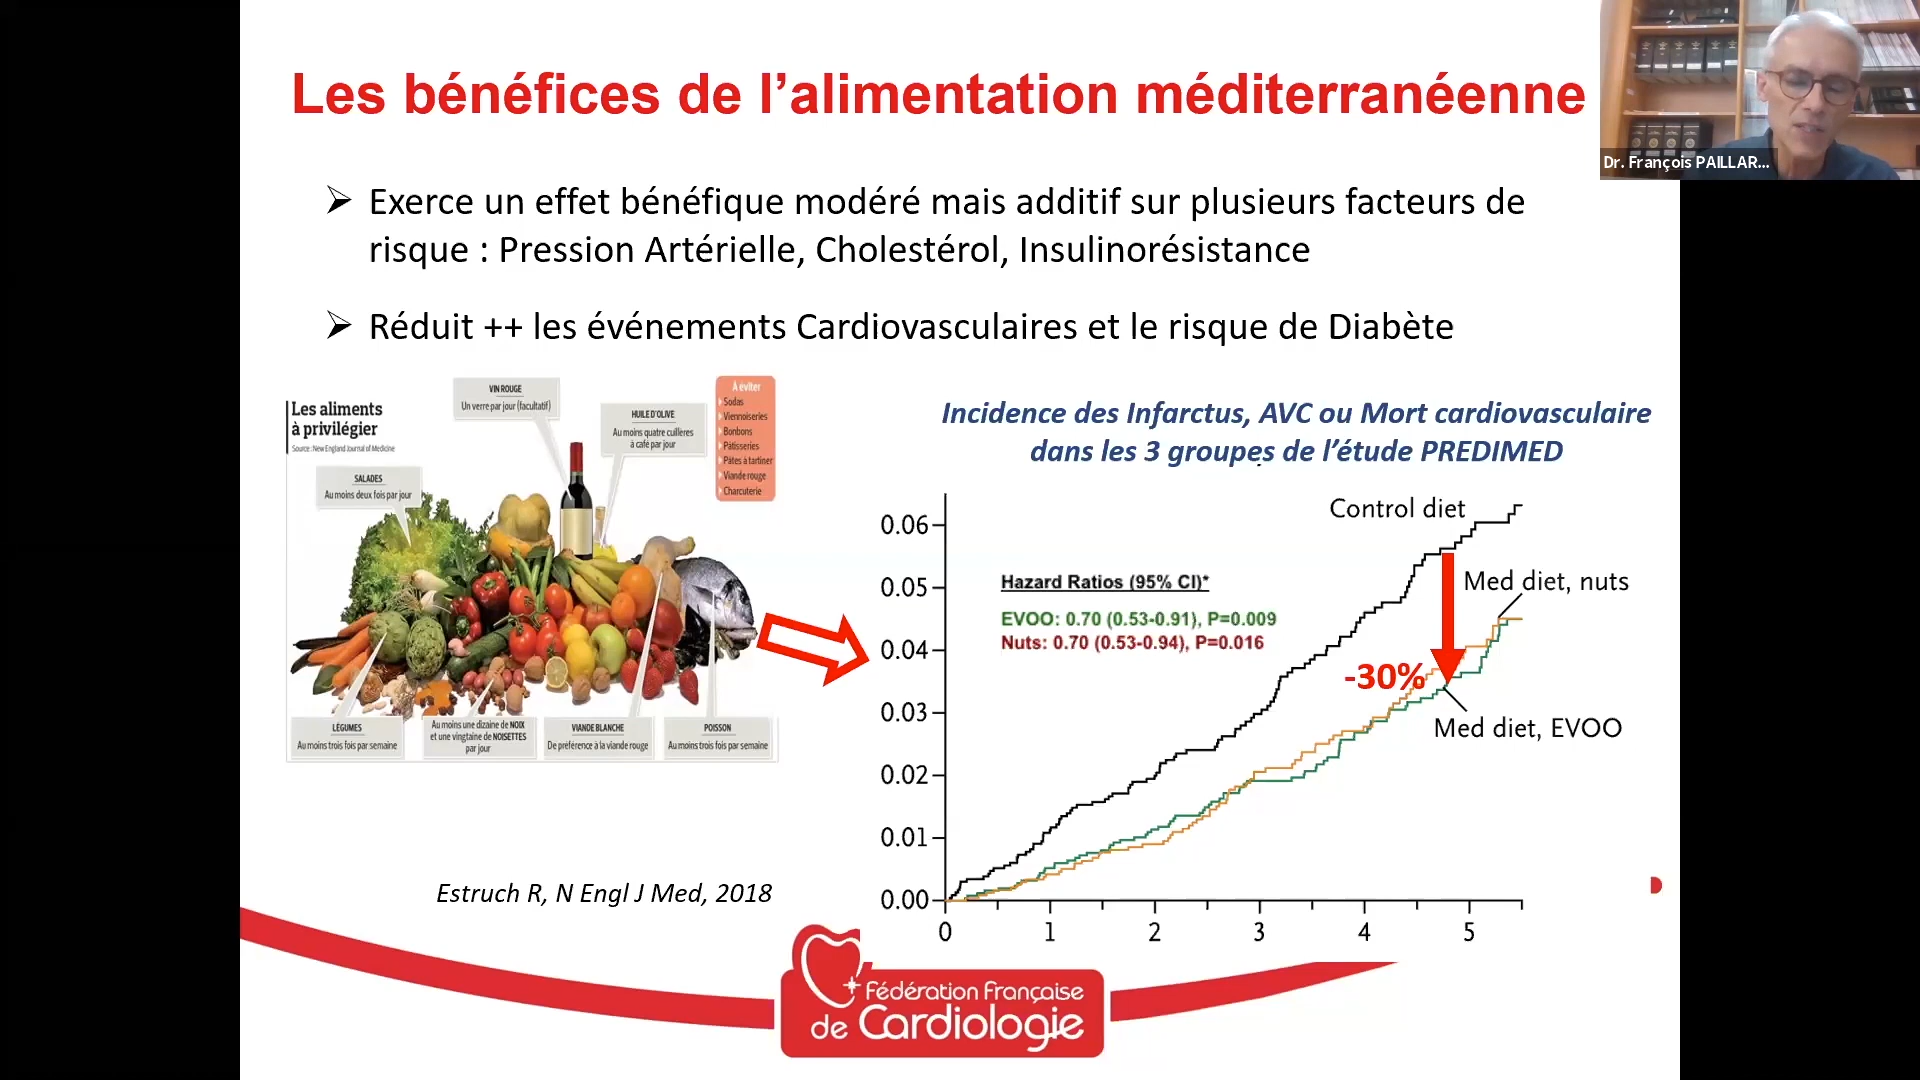 Les bénéfices de l’alimentation méditerranéenne
Dr. François PAILLAR...
➢ Exerce un effet bénéfique modéré mais additif sur plusieurs facteurs de
risque : Pression Artérielle, Cholestérol, Insulinorésistance
➢ Réduit ++ les événements Cardiovasculaires et le risque de Diabète
Les aliments
à privilégier
Source : New England Journal of Medicine
VIN ROUGE
Un verre par jour (facultatif)
HUILE D'OLIVE
Au moins quatre cuillères
à café par jour
À éviter
Sodas
Viennoiseries
Bonbons
Pâtisseries
Pâtes à tartiner
Viande rouge
Charcuterie
SALADES
Au moins deux fois par jour
LÉGUMES
Au moins trois fois par semaine
Au moins une dizaine de NOIX
et une vingtaine de NOISETTES
par jour
VIANDE BLANCHE
De préférence à la viande rouge
POISSON
Au moins trois fois par semaine
Incidence des Infarctus, AVC ou Mort cardiovasculaire
dans les 3 groupes de l’étude PREDIMED
0.06
0.05
0.04
0.03
0.02
0.01
0.00
0 1 2 3 4 5
Control diet
Hazard Ratios (95% CI)*
EVOO: 0.70 (0.53-0.91), P=0.009
Nuts: 0.70 (0.53-0.94), P=0.016
Med diet, nuts
-30%
Med diet, EVOO
Estruch R, N Engl J Med, 2018
Fédération Française
de Cardiologie